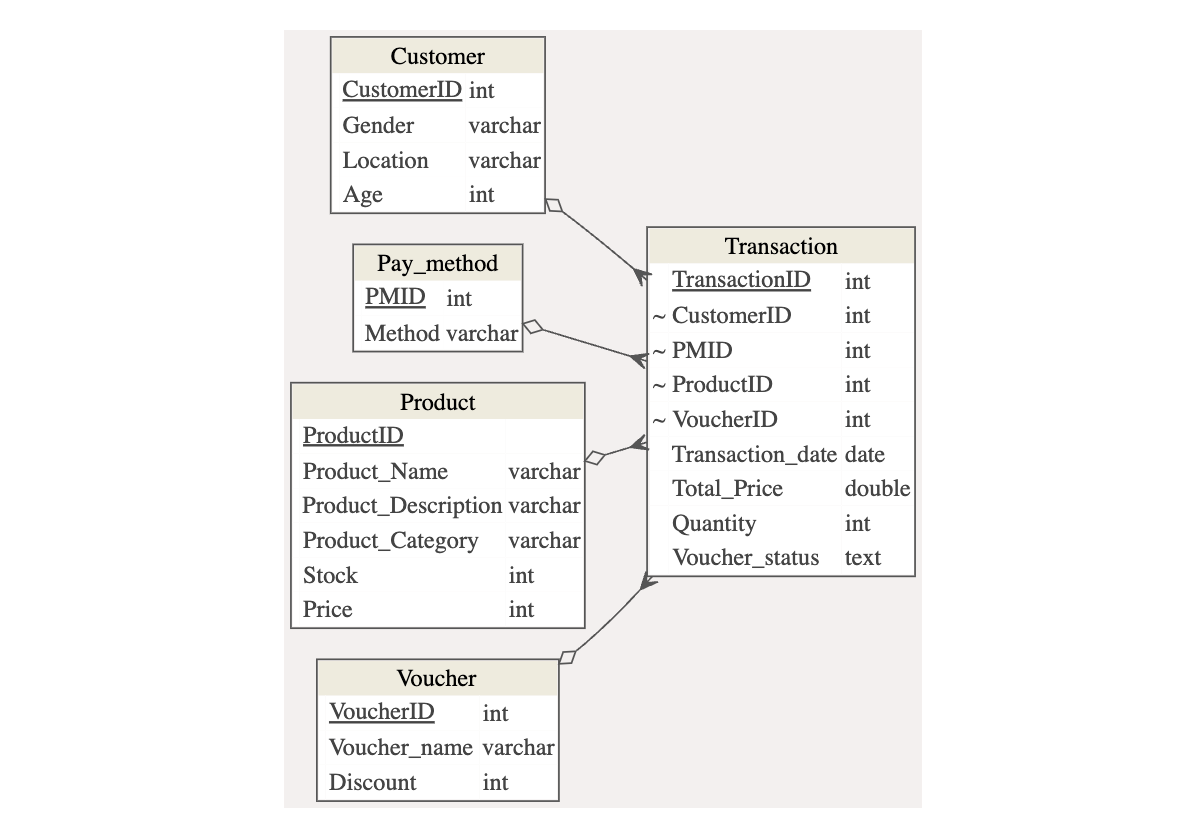 Customer
CustomerID int
Gender varchar
Location varchar
Age int
Pay_method
PMID int
Method varchar
Product
ProductID
Product_Name varchar
Product_Description varchar
Product_Category varchar
Stock int
Price int
Voucher
VoucherID int
Voucher_name varchar
Discount int
Transaction
TransactionID int
~ CustomerID int
~ PMID int
~ ProductID int
~ VoucherID int
Transaction_date date
Total_Price double
Quantity int
Voucher_status text